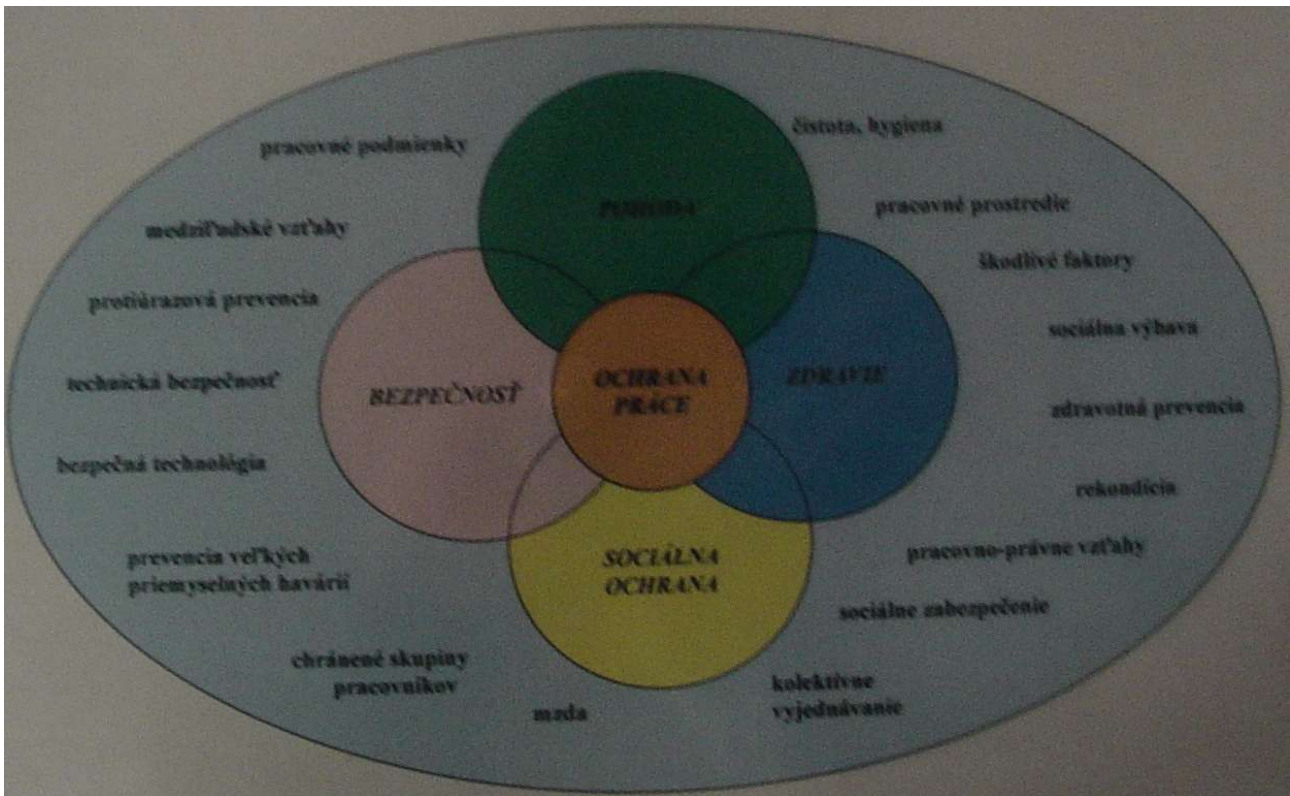 pracovné podmienky
čistota, hygiena
POHODA
pracovné prostredie
medziľudské vzťahy
škodlivé faktory
protiúrazová prevencia
sociálna výbava
technická bezpečnosť
BEZPEČNOSŤ
OCHRANA
PRÁCE
ZDRAVIE
zdravotná prevencia
bezpečná technológia
rekondícia
prevencia veľkých
priemyselných havárií
SOCIÁLNA
OCHRANA
pracovno-právne vzťahy
sociálne zabezpečenie
chránené skupiny
pracovníkov
mzda
kolektívne
vyjednávanie